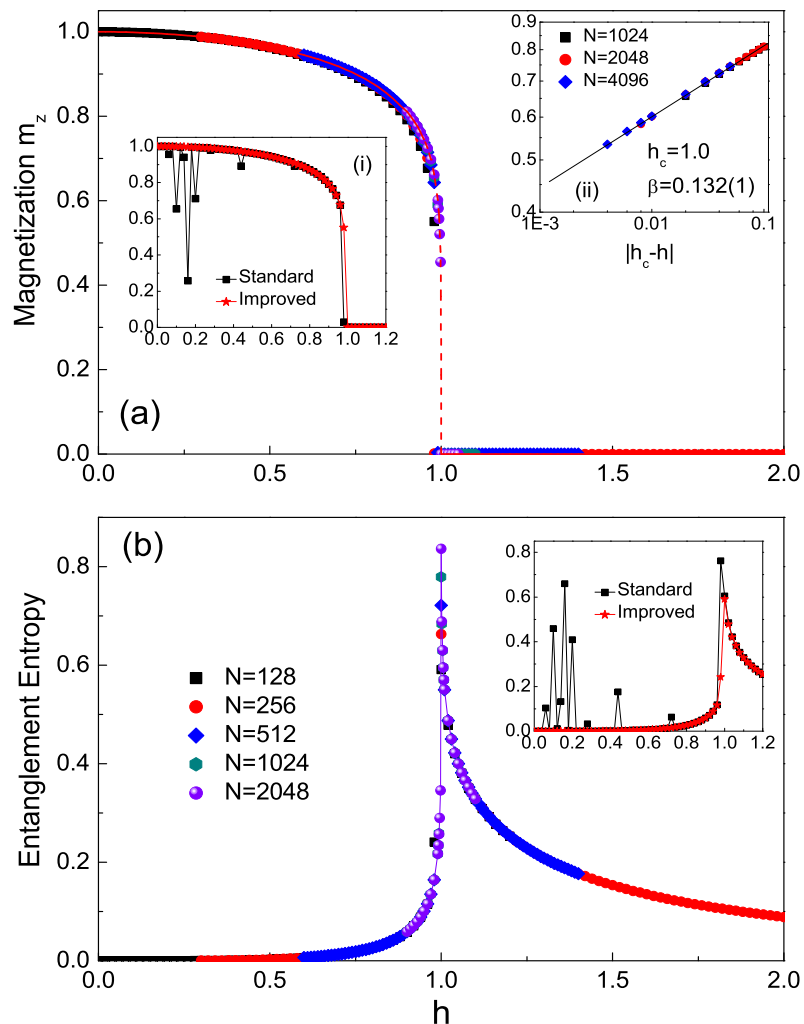 1.0
0.8
0.6
0.4
0.2
0.0
Magnetization m_z
(a)
0.0 0.5 1.0 1.5 2.0
1.0
0.8
0.6
0.4
0.2
0.0
(i)
Standard
Improved
0.0 0.2 0.4 0.6 0.8 1.0 1.2
0.9
0.8
0.7
0.6
0.5
0.4
N=1024
N=2048
N=4096
h_c=1.0
(ii) β=0.132(1)
1E-3 0.01 0.1
|h_c-h|
(b)
0.8
0.6
0.4
0.2
0.0
Entanglement Entropy
N=128
N=256
N=512
N=1024
N=2048
0.8
0.6
0.4
0.2
0.0
Standard
Improved
0.0 0.2 0.4 0.6 0.8 1.0 1.2
0.0 0.5 1.0 1.5 2.0
h